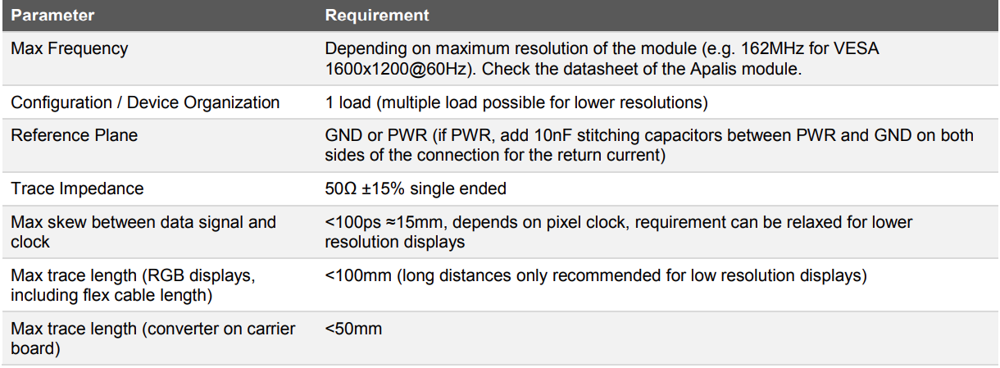 Parameter Requirement
Max Frequency Depending on maximum resolution of the module (e.g. 162MHz for VESA
1600x1200@60Hz). Check the datasheet of the Apalis module.
Configuration / Device Organization 1 load (multiple load possible for lower resolutions)
Reference Plane GND or PWR (if PWR, add 10nF stitching capacitors between PWR and GND on both
sides of the connection for the return current)
Trace Impedance 50Ω ±15% single ended
Max skew between data signal and <100ps ≈15mm, depends on pixel clock, requirement can be relaxed for lower
clock resolution displays
Max trace length (RGB displays, <100mm (long distances only recommended for low resolution displays)
including flex cable length)
Max trace length (converter on carrier <50mm
board)